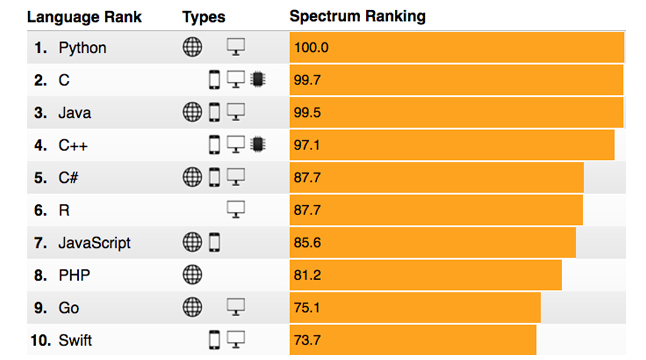 Language Rank Types Spectrum Ranking
1. Python 100.0
2. C 99.7
3. Java 99.5
4. C++ 97.1
5. C# 87.7
6. R 87.7
7. JavaScript 85.6
8. PHP 81.2
9. Go 75.1
10. Swift 73.7